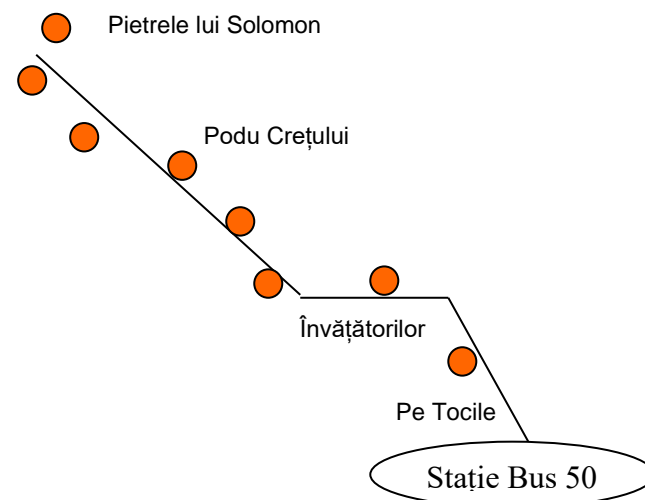 Pietrele lui Solomon
Podu Crețului
Învățătorilor
Pe Tocile
Stație Bus 50